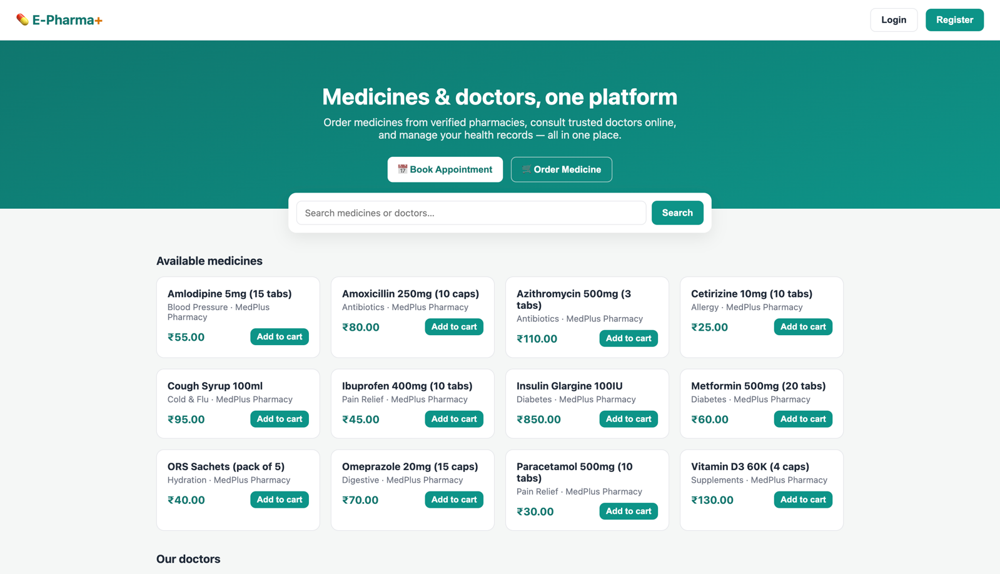 E-Pharma+
Login
Register
Medicines & doctors, one platform
Order medicines from verified pharmacies, consult trusted doctors online,
and manage your health records — all in one place.
Book Appointment
Order Medicine
Search medicines or doctors...
Search
Available medicines
Amlodipine 5mg (15 tabs)
Blood Pressure · MedPlus
Pharmacy
₹55.00
Add to cart
Amoxicillin 250mg (10 caps)
Antibiotics · MedPlus Pharmacy
₹80.00
Add to cart
Azithromycin 500mg (3
tabs)
Antibiotics · MedPlus Pharmacy
₹110.00
Add to cart
Cetirizine 10mg (10 tabs)
Allergy · MedPlus Pharmacy
₹25.00
Add to cart
Cough Syrup 100ml
Cold & Flu · MedPlus Pharmacy
₹95.00
Add to cart
Ibuprofen 400mg (10 tabs)
Pain Relief · MedPlus Pharmacy
₹45.00
Add to cart
Insulin Glargine 100IU
Diabetes · MedPlus Pharmacy
₹850.00
Add to cart
Metformin 500mg (20 tabs)
Diabetes · MedPlus Pharmacy
₹60.00
Add to cart
ORS Sachets (pack of 5)
Hydration · MedPlus Pharmacy
₹40.00
Add to cart
Omeprazole 20mg (15 caps)
Digestive · MedPlus Pharmacy
₹70.00
Add to cart
Paracetamol 500mg (10
tabs)
Pain Relief · MedPlus Pharmacy
₹30.00
Add to cart
Vitamin D3 60K (4 caps)
Supplements · MedPlus Pharmacy
₹130.00
Add to cart
Our doctors